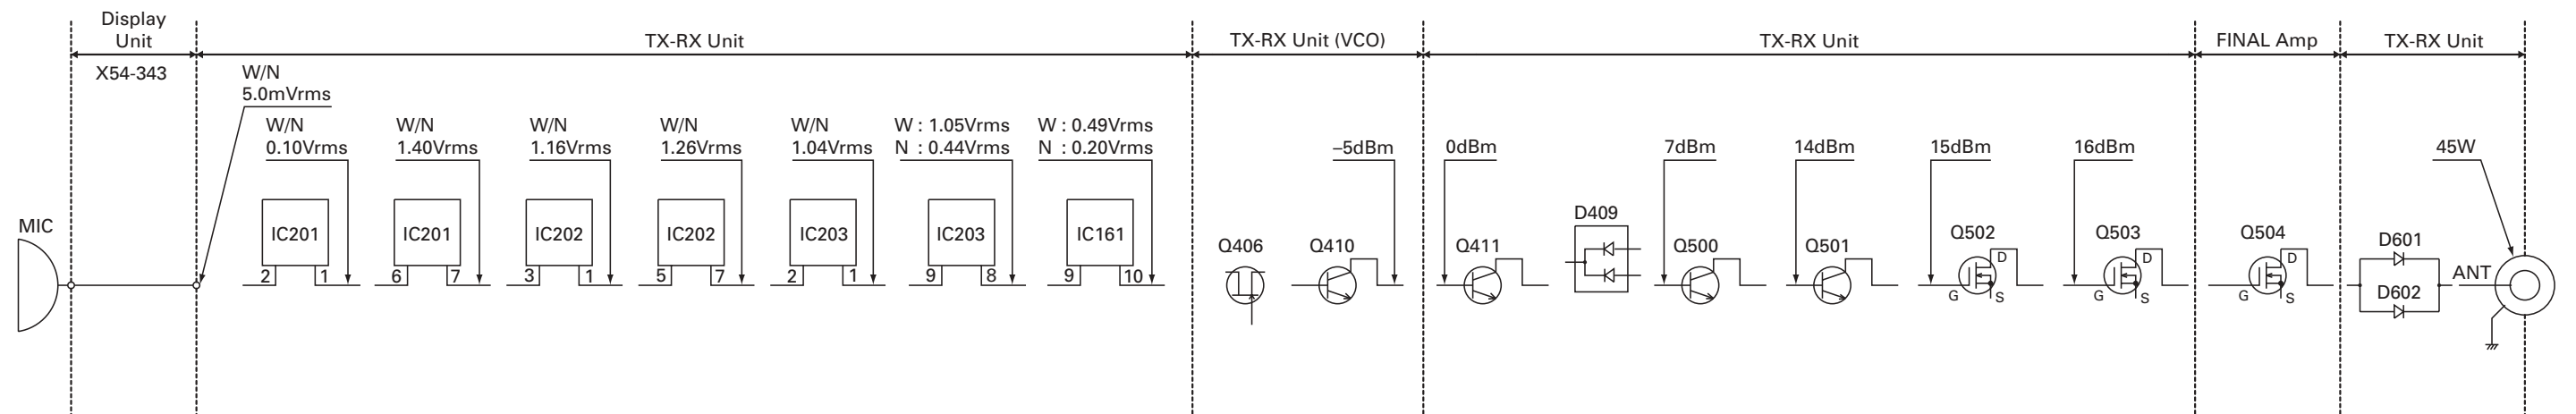 Display
Unit
TX-RX Unit
TX-RX Unit (VCO)
TX-RX Unit
FINAL Amp
TX-RX Unit
X54-343
W/N
5.0mVrms
W/N
0.10Vrms
W/N
1.40Vrms
W/N
1.16Vrms
W/N
1.26Vrms
W/N
1.04Vrms
W : 1.05Vrms
N : 0.44Vrms
W : 0.49Vrms
N : 0.20Vrms
–5dBm
0dBm
7dBm
14dBm
15dBm
16dBm
45W
MIC
IC201
2 1
IC201
6 7
IC202
3 1
IC202
5 7
IC203
2 1
IC203
9 8
IC161
9 10
Q406
Q410
Q411
D409
Q500
Q501
Q502
D
G
S
Q503
D
G
S
Q504
D
G
S
D601
D602
ANT